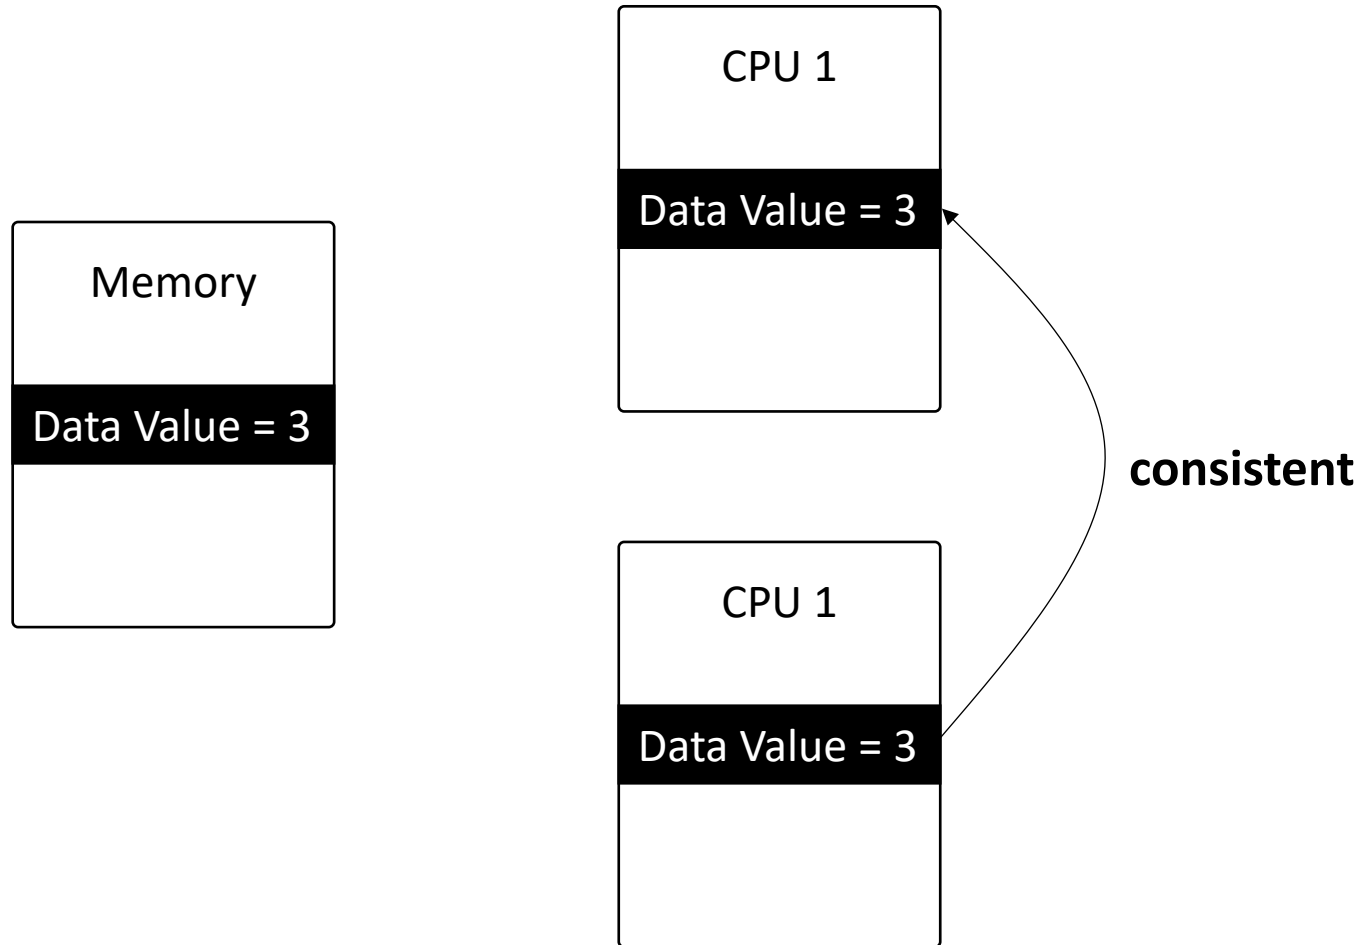 Memory
Data Value = 3
CPU 1
Data Value = 3
consistent
CPU 1
Data Value = 3